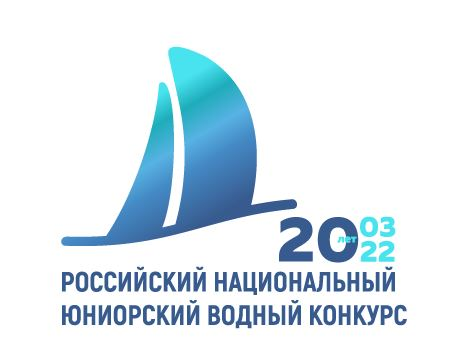 20 лет 03
22
РОССИЙСКИЙ НАЦИОНАЛЬНЫЙ
ЮНИОРСКИЙ ВОДНЫЙ КОНКУРС